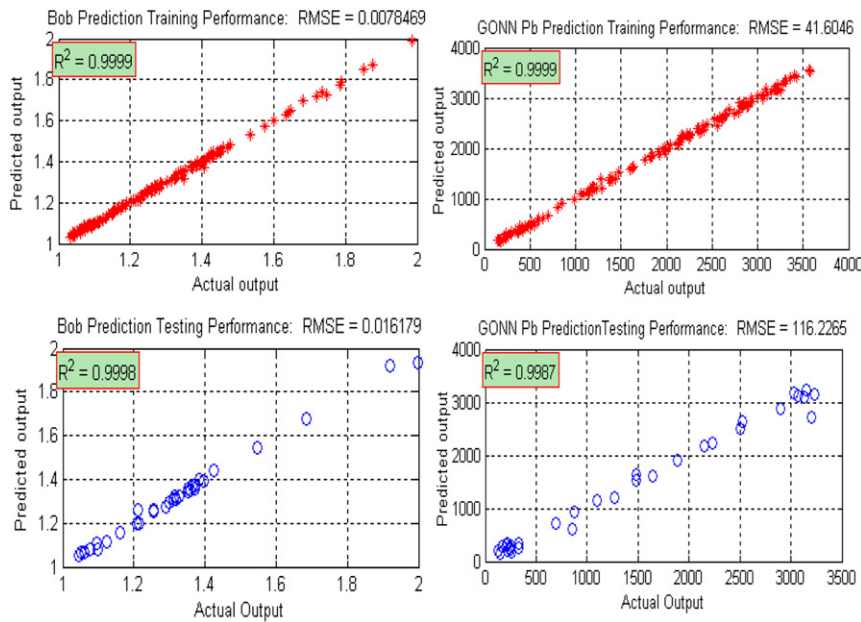 Bob Prediction Training Performance: RMSE = 0.0078469
R² = 0.9999
2
1.8
1.6
1.4
1.2
1
Predicted output
1 1.2 1.4 1.6 1.8 2
Actual output
GONN Pb Prediction Training Performance: RMSE = 41.6046
R² = 0.9999
4000
3000
2000
1000
0
Predicted output
0 500 1000 1500 2000 2500 3000 3500 4000
Actual output
Bob Prediction Testing Performance: RMSE = 0.016179
R² = 0.9998
2
1.8
1.6
1.4
1.2
1
Predicted output
1 1.2 1.4 1.6 1.8 2
Actual Output
GONN Pb PredictionTesting Performance: RMSE = 116.2265
R² = 0.9987
4000
3000
2000
1000
0
Predicted output
0 500 1000 1500 2000 2500 3000 3500
Actual Output